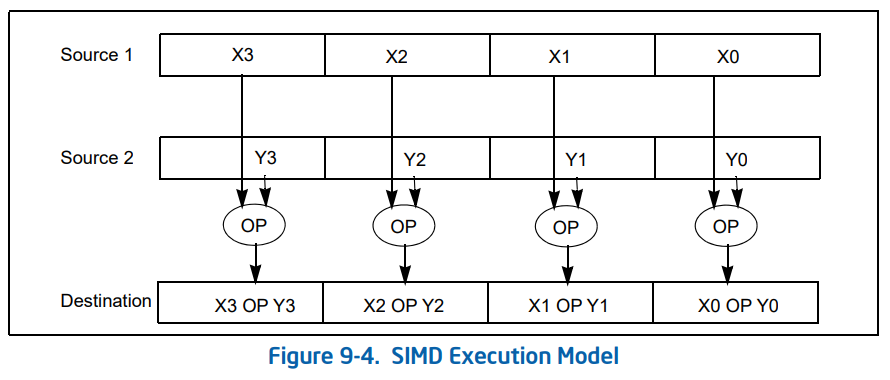 Source 1 X3 X2 X1 X0
Source 2 Y3 Y2 Y1 Y0
OP OP OP OP
Destination X3 OP Y3 X2 OP Y2 X1 OP Y1 X0 OP Y0
Figure 9-4. SIMD Execution Model